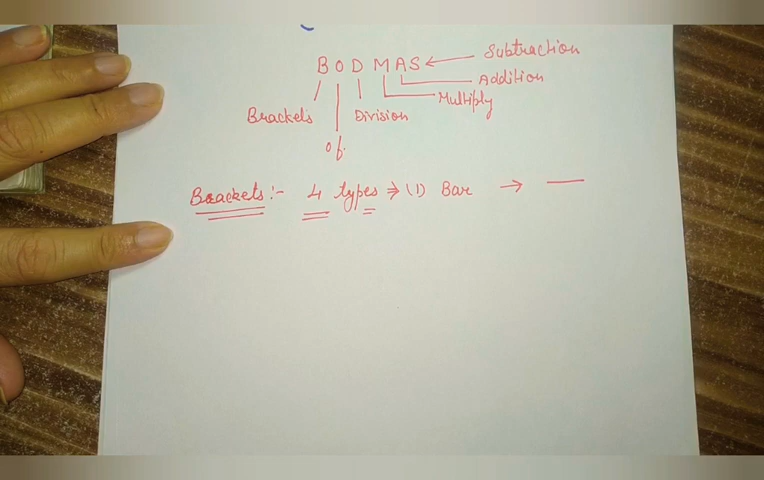 BODMAS ← Subtraction
Addition
Multiply
Brackets Division
of.
Brackets :- 4 types ⇒ (1) Bar → —